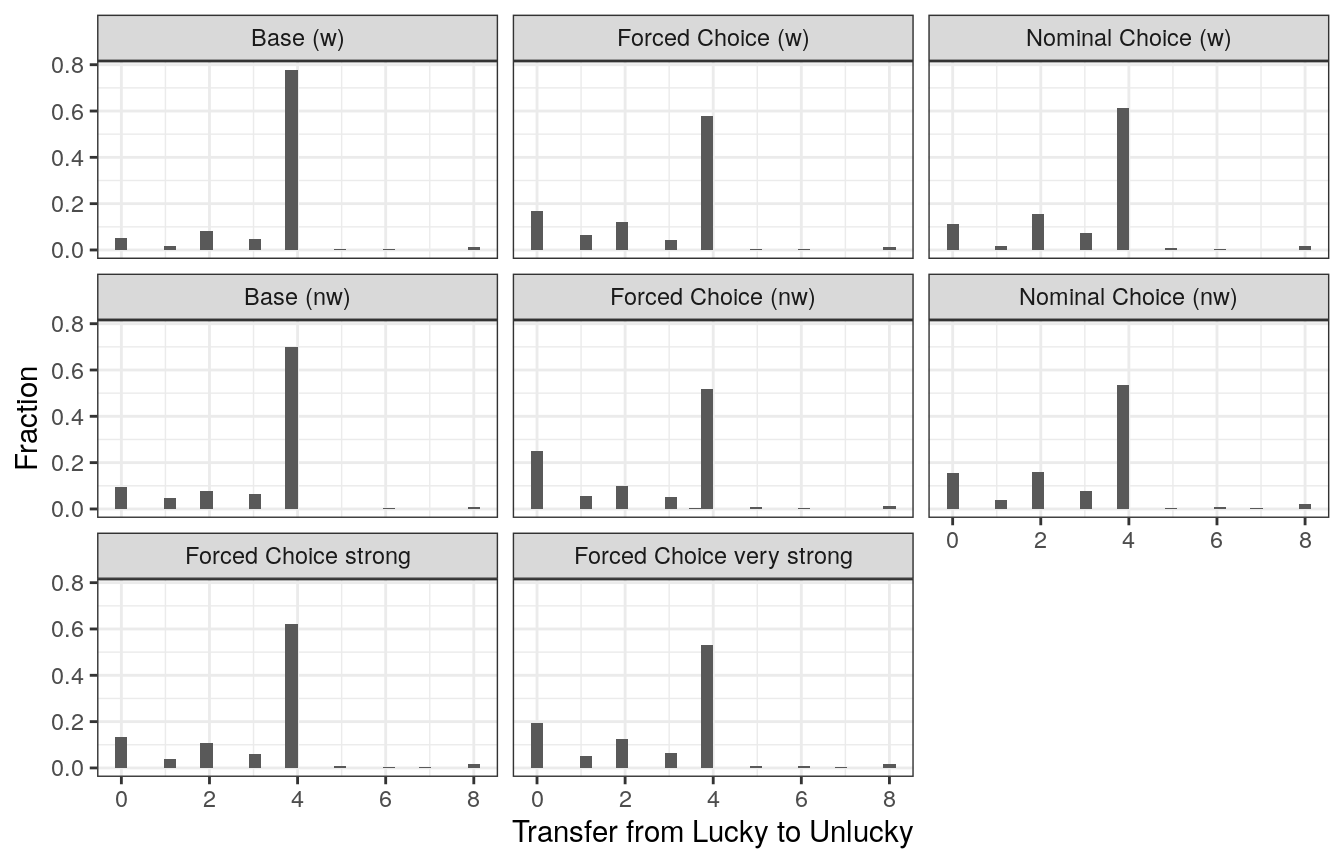 Base (w)
Forced Choice (w)
Nominal Choice (w)
0.8
0.6
0.4
0.2
0.0
Base (nw)
Forced Choice (nw)
Nominal Choice (nw)
0.8
0.6
0.4
0.2
0.0
0 2 4 6 8
Fraction
Forced Choice strong
Forced Choice very strong
0.8
0.6
0.4
0.2
0.0
0 2 4 6 8
0 2 4 6 8
Transfer from Lucky to Unlucky